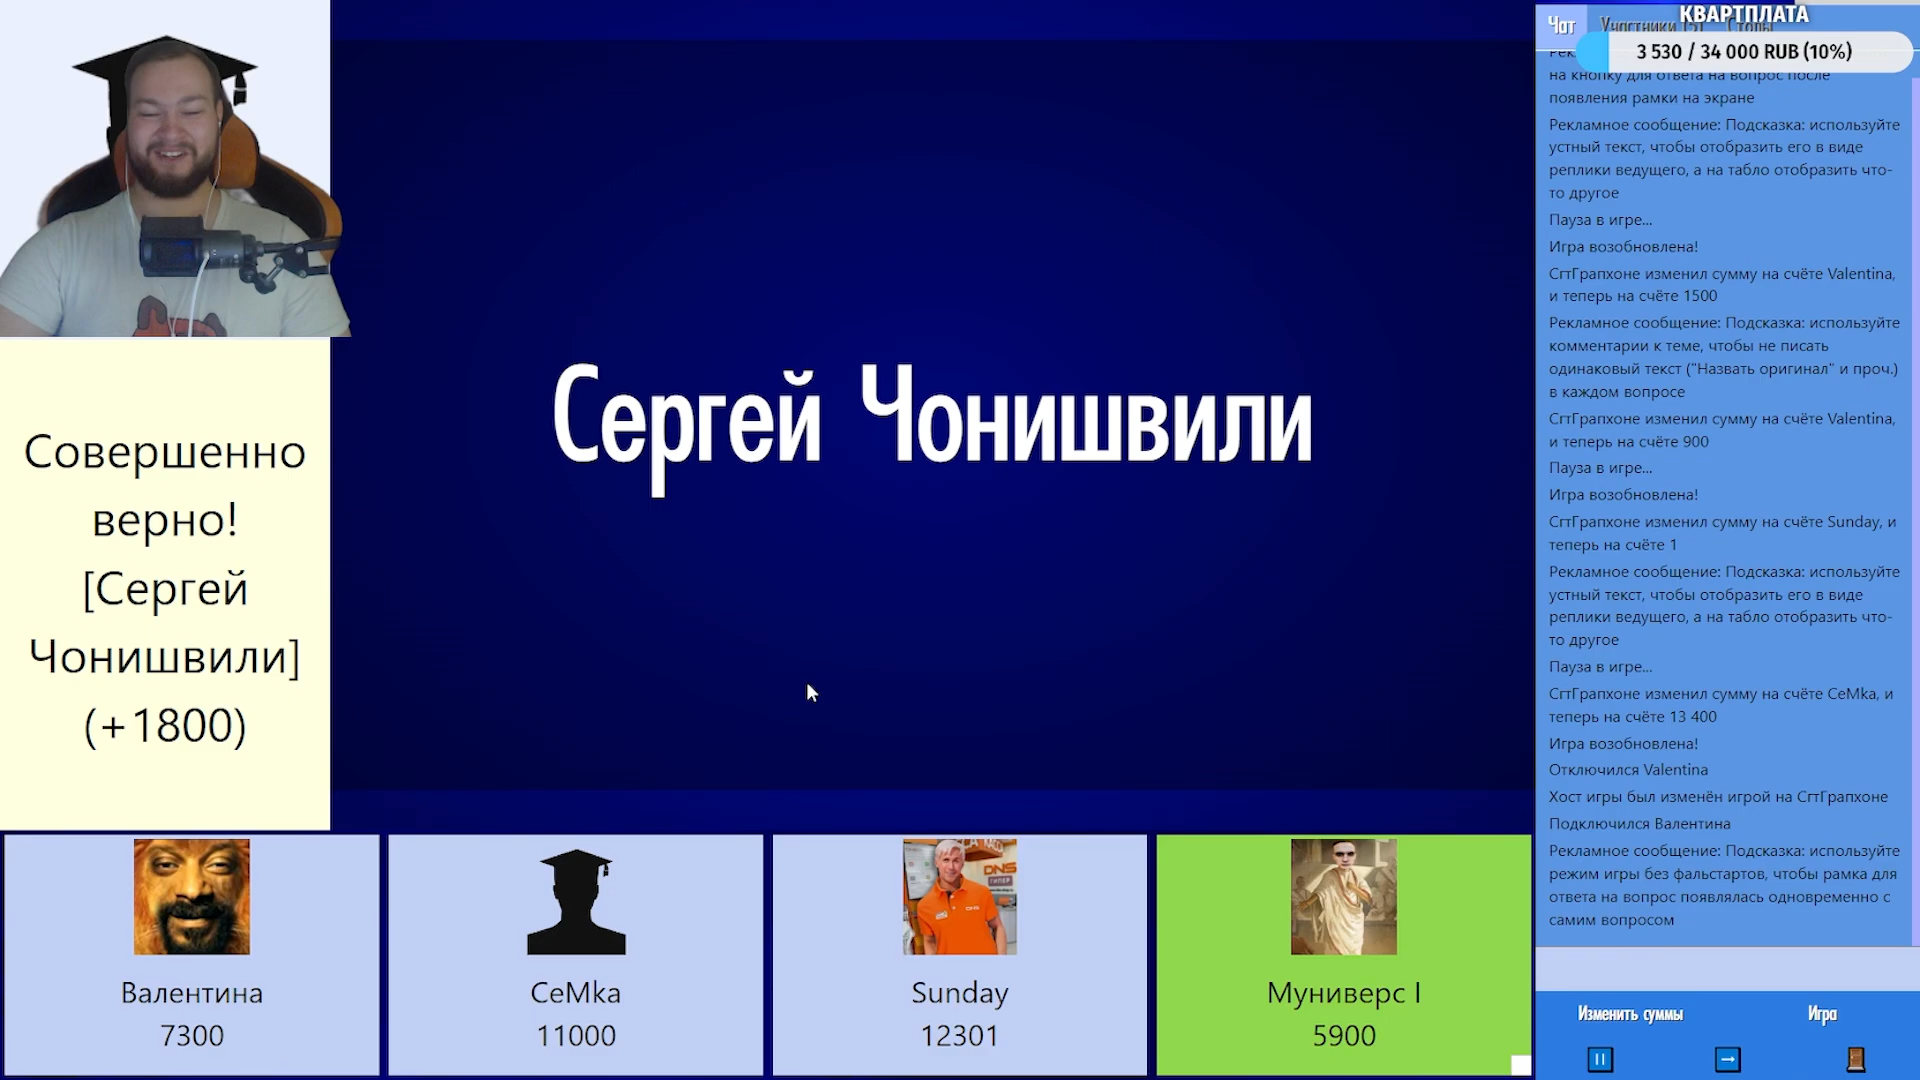 КВАРТПЛАТА
Чат Участники (5) Столы
3 530 / 34 000 RUB (10%)
на кнопку для ответа на вопрос после
появления рамки на экране
Рекламное сообщение: Подсказка: используйте
устный текст, чтобы отобразить его в виде
реплики ведущего, а на табло отобразить что-
то другое
Пауза в игре...
Игра возобновлена!
СгтГрапхоне изменил сумму на счёте Valentina,
и теперь на счёте 1500
Рекламное сообщение: Подсказка: используйте
комментарии к теме, чтобы не писать
одинаковый текст ("Назвать оригинал" и проч.)
в каждом вопросе
СгтГрапхоне изменил сумму на счёте Valentina,
и теперь на счёте 900
Пауза в игре...
Игра возобновлена!
СгтГрапхоне изменил сумму на счёте Sunday, и
теперь на счёте 1
Рекламное сообщение: Подсказка: используйте
устный текст, чтобы отобразить его в виде
реплики ведущего, а на табло отобразить что-
то другое
Пауза в игре...
СгтГрапхоне изменил сумму на счёте CeMka, и
теперь на счёте 13 400
Игра возобновлена!
Отключился Valentina
Хост игры был изменён игрой на СгтГрапхоне
Подключился Валентина
Рекламное сообщение: Подсказка: используйте
режим игры без фальстартов, чтобы рамка для
ответа на вопрос появлялась одновременно с
самим вопросом
Сергей Чонишвили
Совершенно
верно!
[Сергей
Чонишвили]
(+1800)
DNS
ГИПЕР
Валентина
7300
CeMka
11000
Sunday
12301
Муниверс I
5900
Изменить суммы
Игра